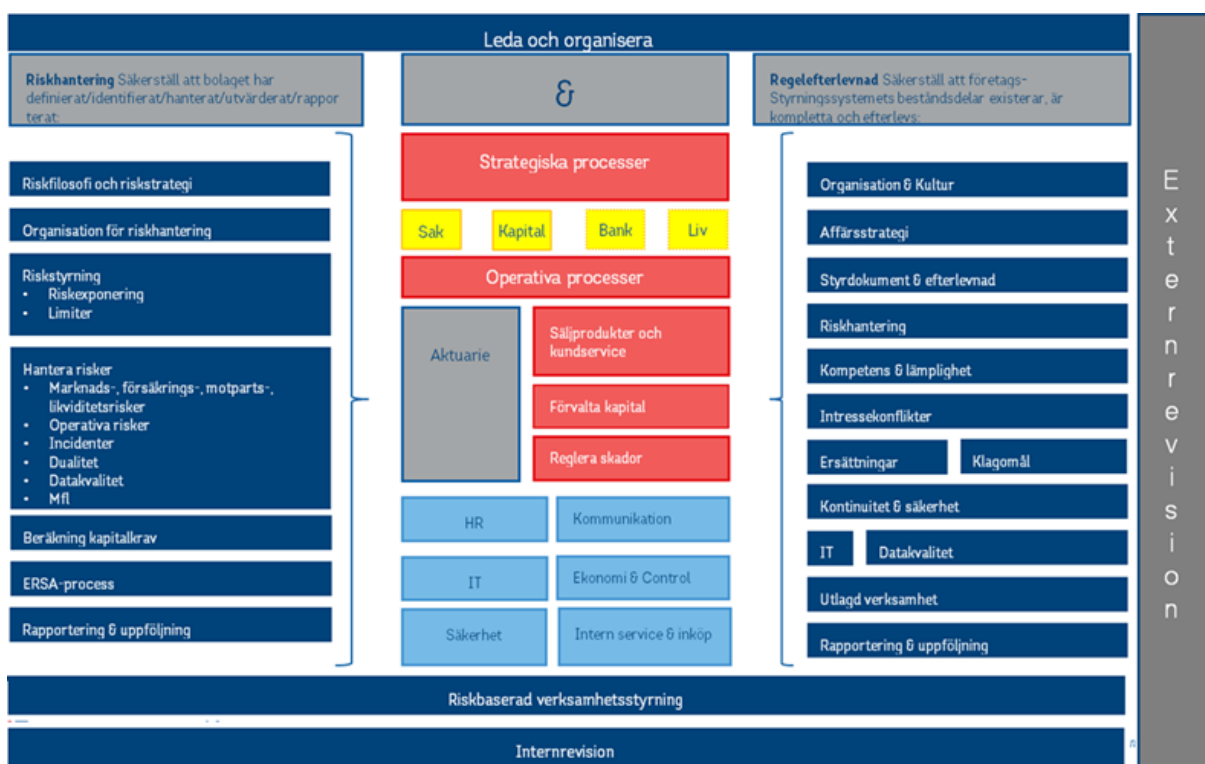 Leda och organisera
Riskhantering Säkerställ att bolaget har
definierat/identifierat/hanterat/utvärderat/rappor
terat:
Riskfilosofi och riskstrategi
Organisation för riskhantering
Riskstyrning
• Riskexponering
• Limiter
Hantera risker
• Marknads-, försäkrings-, motparts-,
likviditetsrisker
• Operativa risker
• Incidenter
• Dualitet
• Datakvalitet
• Mfl
Beräkning kapitalkrav
ERSA-process
Rapportering & uppföljning
&
Strategiska processer
Sak
Kapital
Bank
Liv
Operativa processer
Aktuarie
Säljprodukter och
kundservice
Förvalta kapital
Reglera skador
HR
Kommunikation
IT
Ekonomi & Control
Säkerhet
Intern service & inköp
Regelefterlevnad Säkerställ att företags-
Styrningssystemets beståndsdelar existerar, är
kompletta och efterlevs:
Organisation & Kultur
Affärsstrategi
Styrdokument & efterlevnad
Riskhantering
Kompetens & lämplighet
Intressekonflikter
Ersättningar
Klagomål
Kontinuitet & säkerhet
IT
Datakvalitet
Utlagd verksamhet
Rapportering & uppföljning
Riskbaserad verksamhetsstyrning
Internrevision
Externrevision